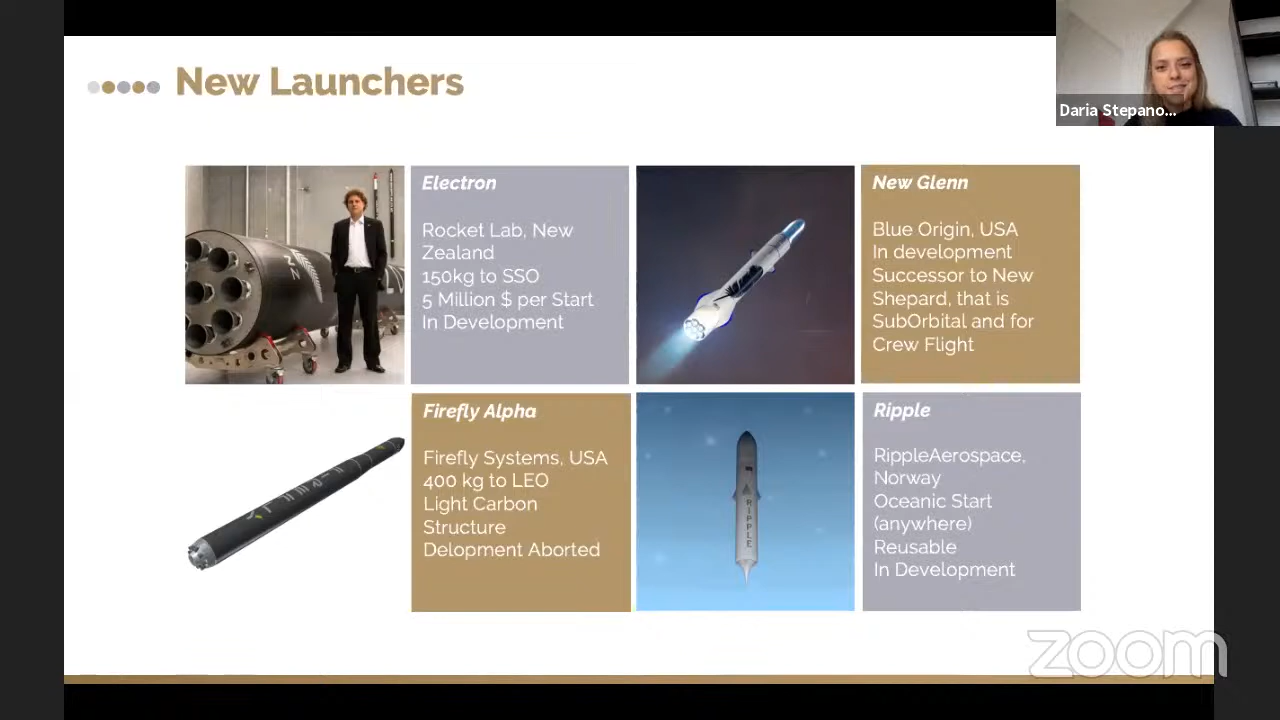 New Launchers
Daria Stepano...
Electron
Rocket Lab, New
Zealand
150kg to SSO
5 Million $ per Start
In Development
New Glenn
Blue Origin, USA
In development
Successor to New
Shepard, that is
SubOrbital and for
Crew Flight
Firefly Alpha
Firefly Systems, USA
400 kg to LEO
Light Carbon
Structure
Delopment Aborted
RIPPLE
Ripple
RippleAerospace,
Norway
Oceanic Start
(anywhere)
Reusable
In Development
zoom